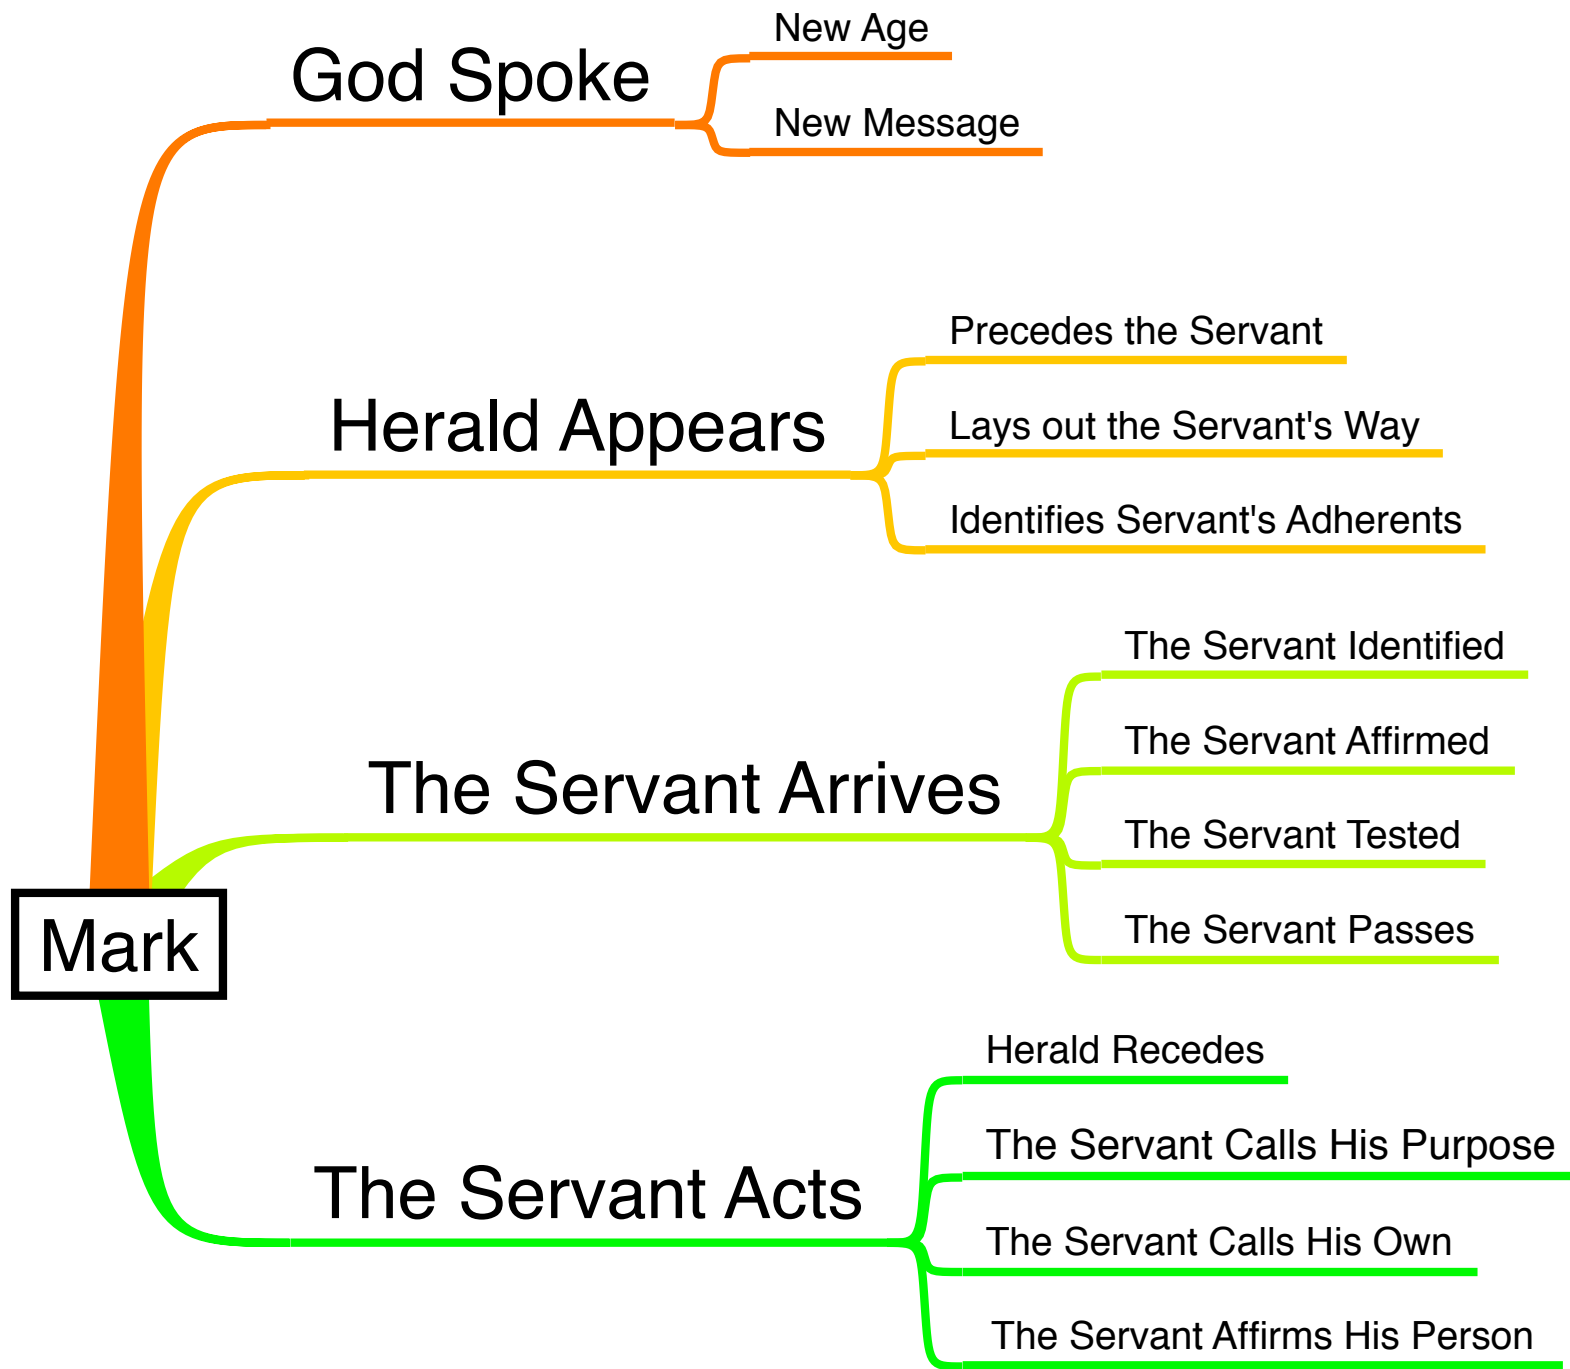 Mark
God Spoke
New Age
New Message
Herald Appears
Precedes the Servant
Lays out the Servant's Way
Identifies Servant's Adherents
The Servant Arrives
The Servant Identified
The Servant Affirmed
The Servant Tested
The Servant Passes
The Servant Acts
Herald Recedes
The Servant Calls His Purpose
The Servant Calls His Own
The Servant Affirms His Person